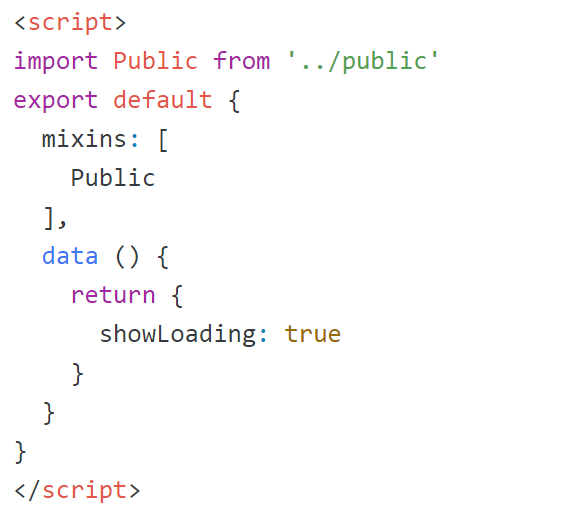 <script>
import Public from '../public'
export default {
  mixins: [
    Public
  ],
  data () {
    return {
      showLoading: true
    }
  }
}
</script>